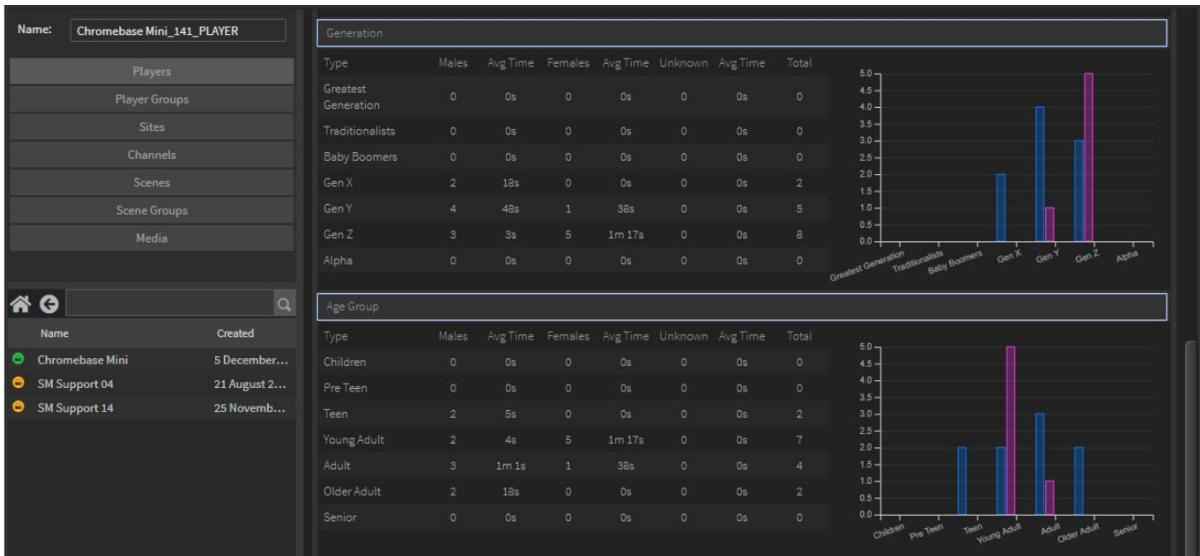 Name: Chromebase Mini_141_PLAYER
Players
Player Groups
Sites
Channels
Scenes
Scene Groups
Media
Name Created
Chromebase Mini 5 December...
SM Support 04 21 August 2...
SM Support 14 25 Novemb...
Generation
Type Males Avg Time Females Avg Time Unknown Avg Time Total
Greatest
Generation 0 0s 0 0s 0 0s 0
Traditionalists 0 0s 0 0s 0 0s 0
Baby Boomers 0 0s 0 0s 0 0s 0
Gen X 2 18s 0 0s 0 0s 2
Gen Y 4 48s 1 38s 0 0s 5
Gen Z 3 3s 5 1m 17s 0 0s 8
Alpha 0 0s 0 0s 0 0s 0
5.0
4.5
4.0
3.5
3.0
2.5
2.0
1.5
1.0
0.5
0.0
Greatest Generation Traditionalists Baby Boomers Gen X Gen Y Gen Z Alpha
Age Group
Type Males Avg Time Females Avg Time Unknown Avg Time Total
Children 0 0s 0 0s 0 0s 0
Pre Teen 0 0s 0 0s 0 0s 0
Teen 2 5s 0 0s 0 0s 2
Young Adult 2 4s 5 1m 17s 0 0s 7
Adult 3 1m 1s 1 38s 0 0s 4
Older Adult 2 18s 0 0s 0 0s 2
Senior 0 0s 0 0s 0 0s 0
5.0
4.5
4.0
3.5
3.0
2.5
2.0
1.5
1.0
0.5
0.0
Children Pre Teen Teen Young Adult Adult Older Adult Senior